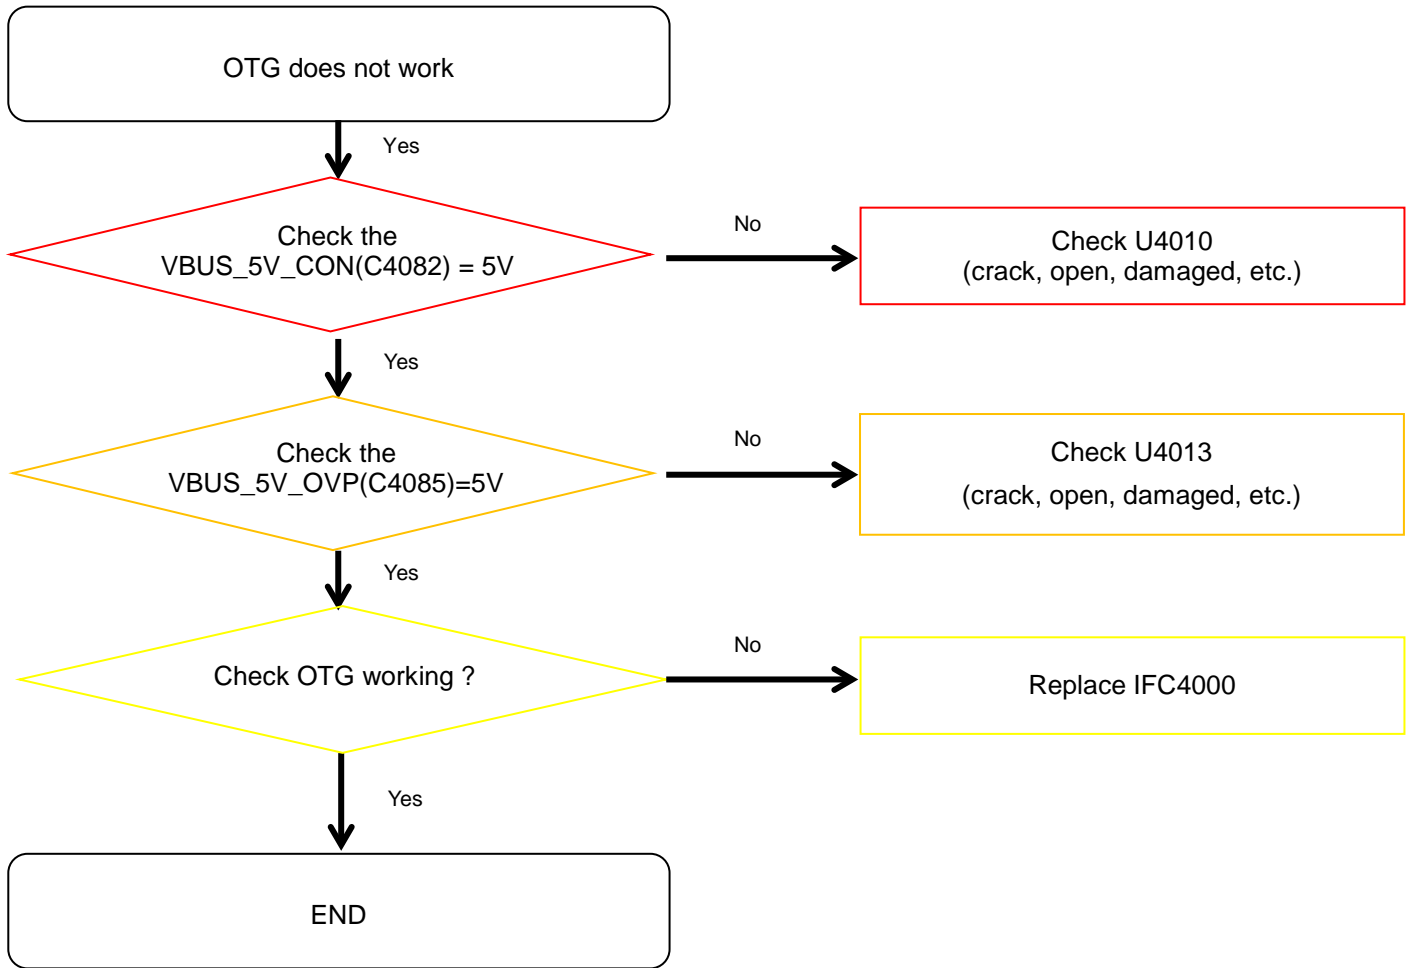 OTG does not work
Yes
Check the
VBUS_5V_CON(C4082) = 5V
No
Check U4010
(crack, open, damaged, etc.)
Yes
Check the
VBUS_5V_OVP(C4085)=5V
No
Check U4013
(crack, open, damaged, etc.)
Yes
Check OTG working ?
No
Replace IFC4000
Yes
END